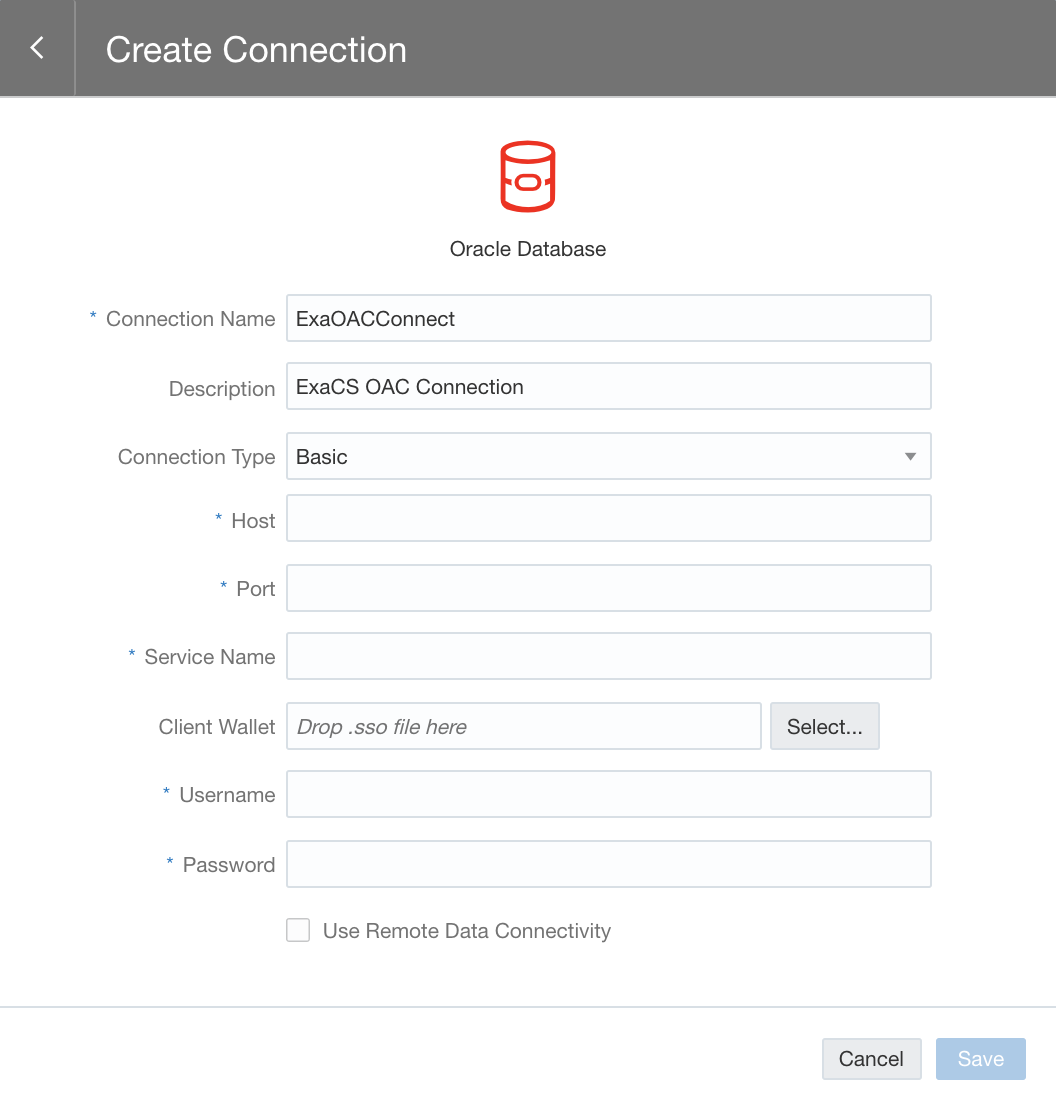 Create Connection
Oracle Database
* Connection Name ExaOACConnect
Description ExaCS OAC Connection
Connection Type Basic
* Host
* Port
* Service Name
Client Wallet Drop .sso file here Select...
* Username
* Password
Use Remote Data Connectivity
Cancel Save